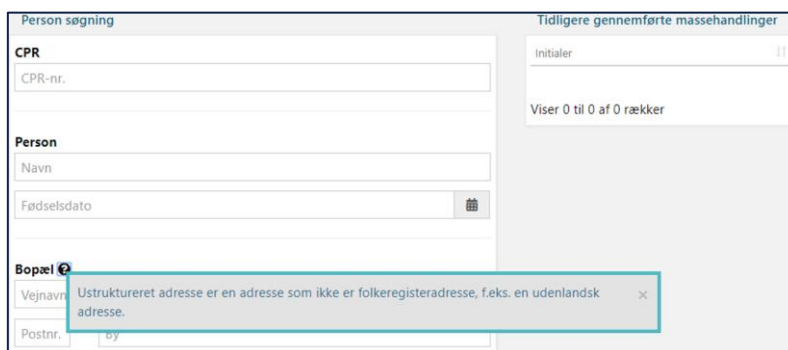 Person søgning
CPR
CPR-nr.
Person
Navn
Fødselsdato
Bopæl
Vejnavn
Ustruktureret adresse er en adresse som ikke er folkeregisteradresse, f.eks. en udenlandsk
adresse.
Postnr. By
Tidligere gennemførte massehandlinger
Initialer
Viser 0 til 0 af 0 rækker